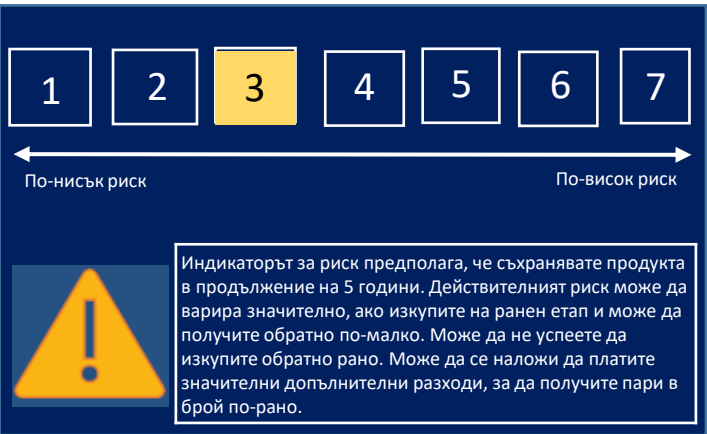 1 2 3 4 5 6 7
По-нисък риск По-висок риск
Индикаторът за риск предполага, че съхранявате продукта
в продължение на 5 години. Действителният риск може да
варира значително, ако изкупите на ранен етап и може да
получите обратно по-малко. Може да не успеете да
изкупите обратно рано. Може да се наложи да платите
значителни допълнителни разходи, за да получите пари в
брой по-рано.